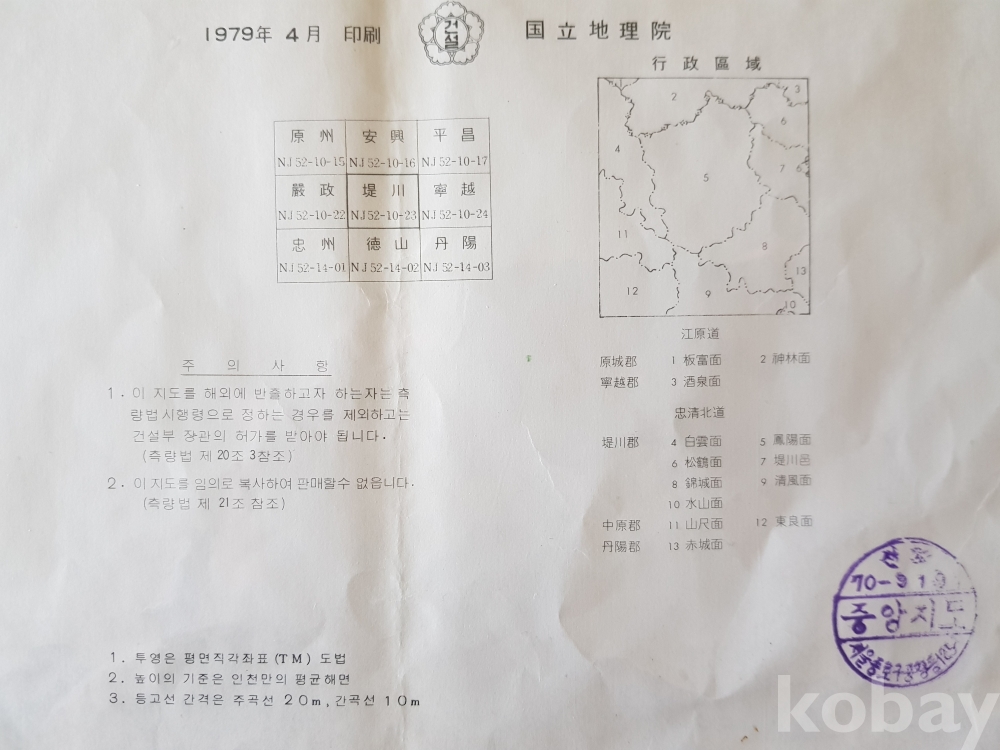 1979年 4月 印刷
건설
国立地理院
行政區域
原州 安興 平昌
NJ 52-10-15 NJ 52-10-16 NJ 52-10-17
嚴政 堤川 寧越
NJ 52-10-22 NJ 52-10-23 NJ 52-10-24
忠州 德山 丹陽
NJ 52-14-01 NJ 52-14-02 NJ 52-14-03
2 3
6
4
5 7 6
11 8
13
12 9
10
江原道
原城郡 1 板富面 2 神林面
寧越郡 3 酒泉面
忠清北道
堤川郡 4 白雲面 5 鳳陽面
6 松鶴面 7 堤川邑
8 錦城面 9 清風面
10 水山面
中原郡 11 山尺面 12 東良面
丹陽郡 13 赤城面
주의사항
1. 이 지도를 해외에 반출하고자 하는자는 측
량법시행령으로 정하는 경우를 제외하고는
건설부 장관의 허가를 받아야 됩니다.
(측량법 제 20조 3참조)
2. 이 지도를 임의로 복사하여 판매할수 없읍니다.
(측량법 제 21조 참조)
1. 투영은 평면직각좌표 (TM) 도법
2. 높이의 기준은 인천만의 평균해면
3. 등고선 간격은 주곡선 20m, 간곡선 10m
중앙지도
kobay